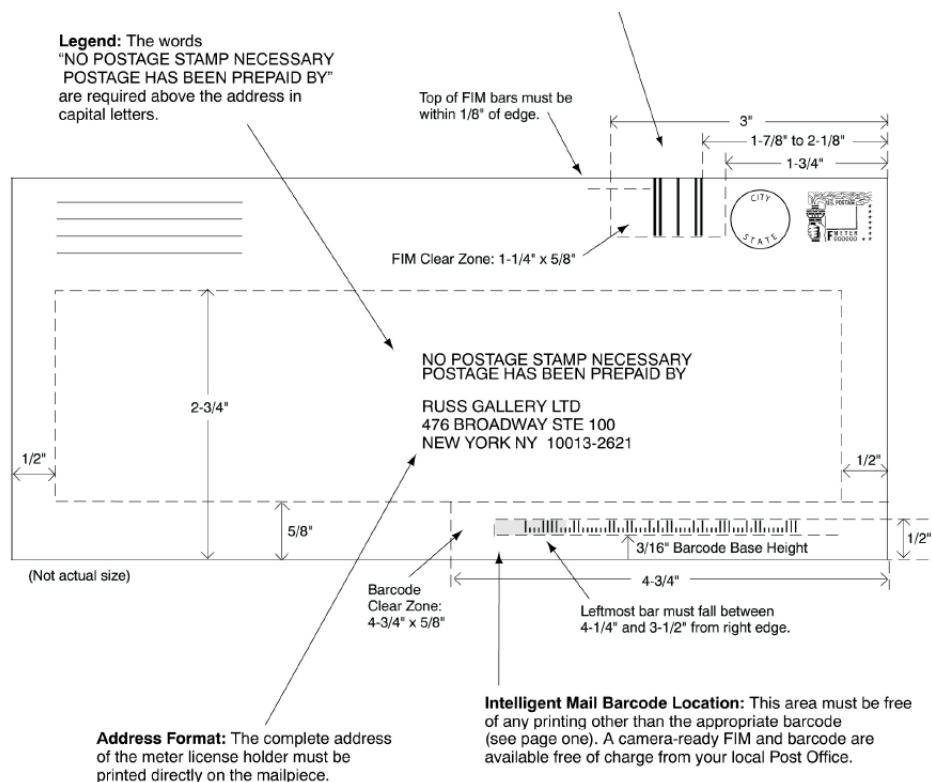 Legend: The words
“NO POSTAGE STAMP NECESSARY
POSTAGE HAS BEEN PREPAID BY”
are required above the address in
capital letters.
Top of FIM bars must be
within 1/8" of edge.
3"
1-7/8" to 2-1/8"
1-3/4"
CITY
STATE
U.S. POSTAGE
METER
000000
FIM Clear Zone: 1-1/4" x 5/8"
NO POSTAGE STAMP NECESSARY
POSTAGE HAS BEEN PREPAID BY
2-3/4"
RUSS GALLERY LTD
476 BROADWAY STE 100
NEW YORK NY 10013-2621
1/2"
1/2"
5/8"
1/2"
3/16" Barcode Base Height
(Not actual size)
4-3/4"
Barcode
Clear Zone:
4-3/4" x 5/8"
Leftmost bar must fall between
4-1/4" and 3-1/2" from right edge.
Intelligent Mail Barcode Location: This area must be free
of any printing other than the appropriate barcode
(see page one). A camera-ready FIM and barcode are
available free of charge from your local Post Office.
Address Format: The complete address
of the meter license holder must be
printed directly on the mailpiece.